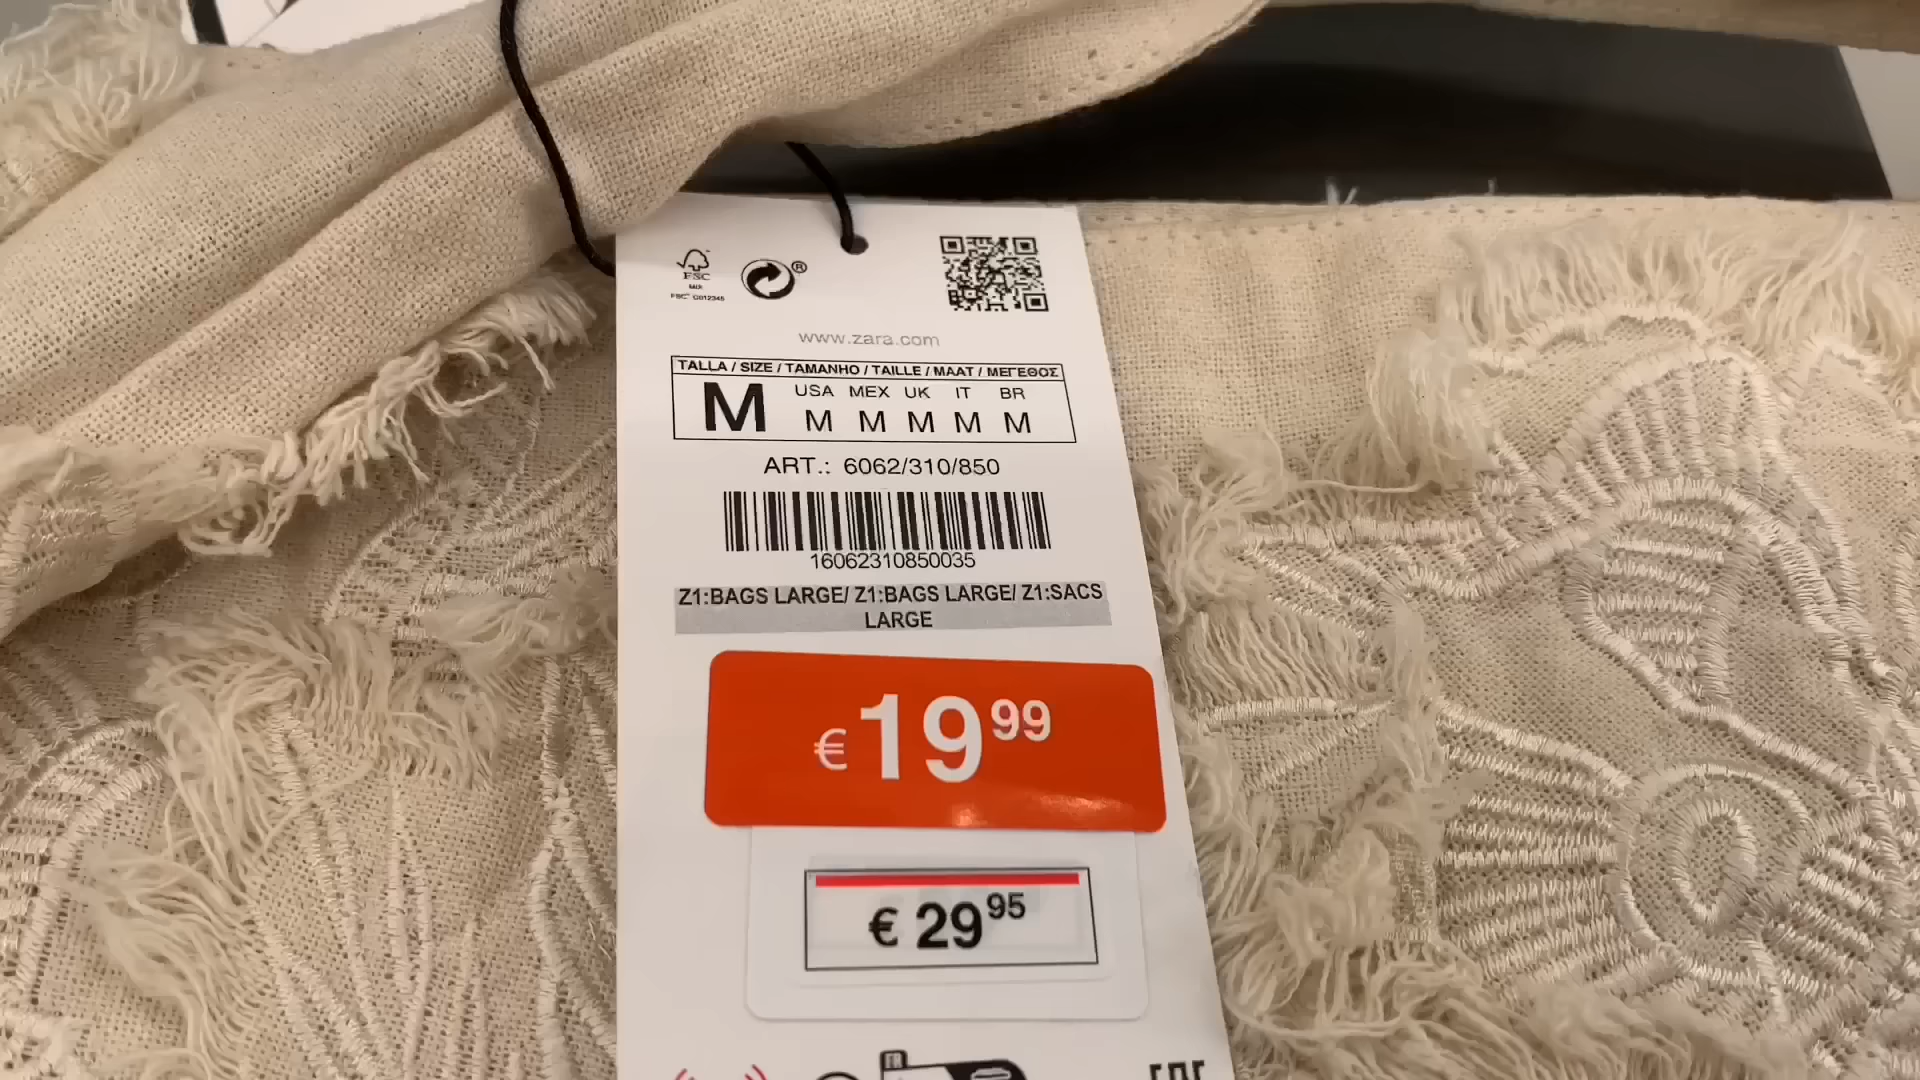 FSC
MIX
FSC® C012345
®
www.zara.com
TALLA / SIZE / TAMANHO / TAILLE / MAAT / ΜΕΓΕΘΟΣ
M
USA MEX UK IT BR
M M M M M
ART.: 6062/310/850
16062310850035
Z1:BAGS LARGE/ Z1:BAGS LARGE/ Z1:SACS
LARGE
€19 99
€ 29 95